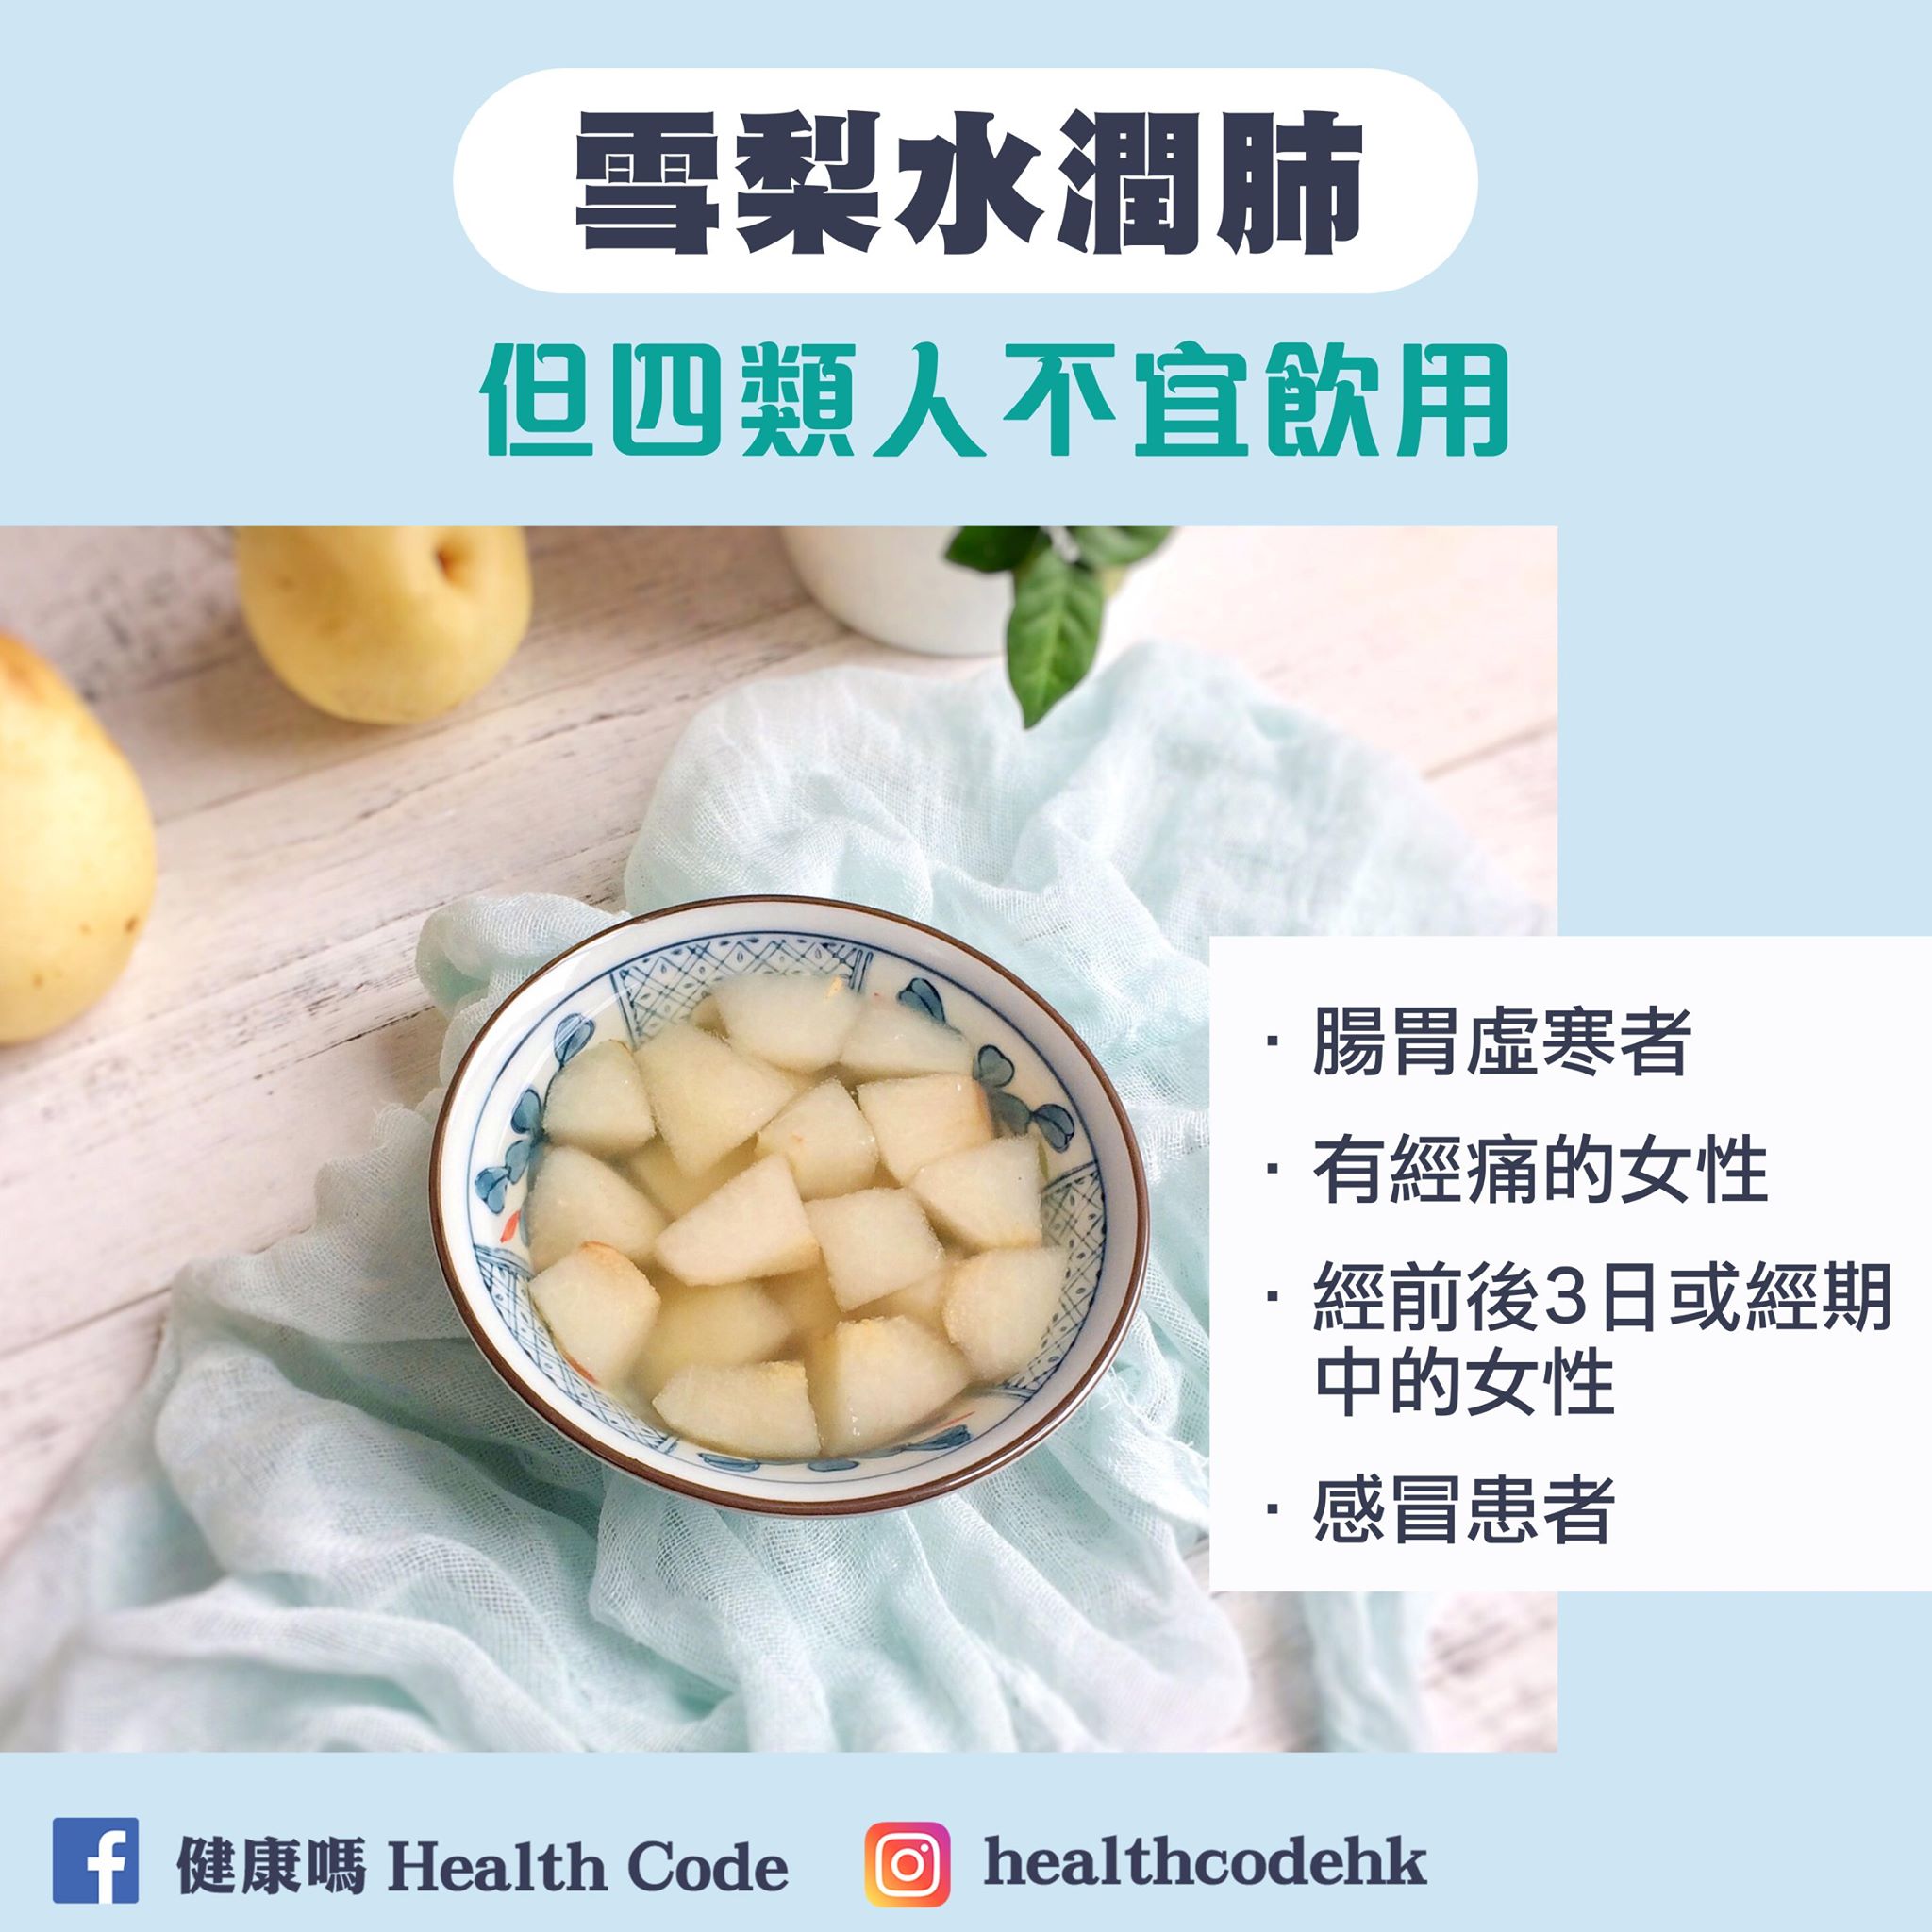 雪梨水潤肺
但四類人不宜飲用
· 腸胃虛寒者
· 有經痛的女性
· 經前後3日或經期
中的女性
· 感冒患者
健康嗎 Health Code
healthcodehk